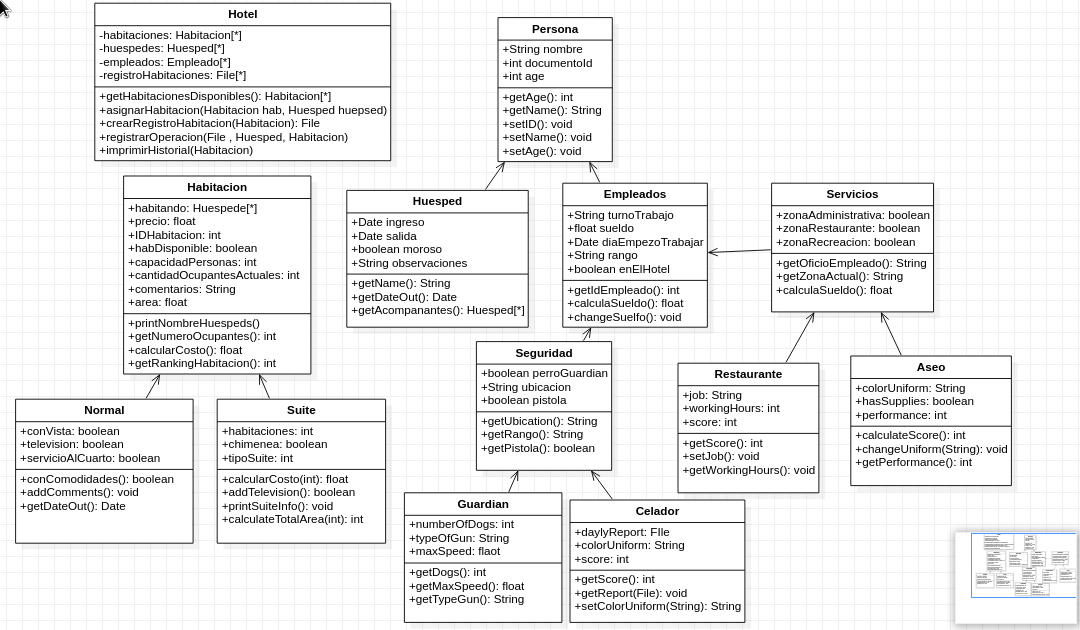 Hotel
-habitaciones: Habitacion[*]
-huespedes: Huesped[*]
-empleados: Empleado[*]
-registroHabitaciones: File[*]
+getHabitacionesDisponibles(): Habitacion[*]
+asignarHabitacion(Habitacion hab, Huesped huepsed)
+crearRegistroHabitacion(Habitacion): File
+registrarOperacion(File , Huesped, Habitacion)
+imprimirHistorial(Habitacion)
Persona
+String nombre
+int documentoId
+int age
+getAge(): int
+getName(): String
+setID(): void
+setName(): void
+setAge(): void
Habitacion
+habitando: Huespede[*]
+precio: float
+IDHabitacion: int
+habDisponible: boolean
+capacidadPersonas: int
+cantidadOcupantesActuales: int
+comentarios: String
+area: float
+printNombreHuespeds()
+getNumeroOcupantes(): int
+calcularCosto(): float
+getRankingHabitacion(): int
Huesped
+Date ingreso
+Date salida
+boolean moroso
+String observaciones
+getName(): String
+getDateOut(): Date
+getAcompanantes(): Huesped[*]
Empleados
+String turnoTrabajo
+float sueldo
+Date diaEmpezoTrabajar
+String rango
+boolean enElHotel
+getIdEmpleado(): int
+calculaSueldo(): float
+changeSuelfo(): void
Servicios
+zonaAdministrativa: boolean
+zonaRestaurante: boolean
+zonaRecreacion: boolean
+getOficioEmpleado(): String
+getZonaActual(): String
+calculaSueldo(): float
Seguridad
+boolean perroGuardian
+String ubicacion
+boolean pistola
+getUbication(): String
+getRango(): String
+getPistola(): boolean
Restaurante
+job: String
+workingHours: int
+score: int
+getScore(): int
+setJob(): void
+getWorkingHours(): void
Aseo
+colorUniform: String
+hasSupplies: boolean
+performance: int
+calculateScore(): int
+changeUniform(String): void
+getPerformance(): int
Normal
+conVista: boolean
+television: boolean
+servicioAlCuarto: boolean
+conComodidades(): boolean
+addComments(): void
+getDateOut(): Date
Suite
+habitaciones: int
+chimenea: boolean
+tipoSuite: int
+calcularCosto(int): float
+addTelevision(): boolean
+printSuiteInfo(): void
+calculateTotalArea(int): int
Guardian
+numberOfDogs: int
+typeOfGun: String
+maxSpeed: flaot
+getDogs(): int
+getMaxSpeed(): float
+getTypeGun(): String
Celador
+daylyReport: FIle
+colorUniform: String
+score: int
+getScore(): int
+getReport(File): void
+setColorUniform(String): String